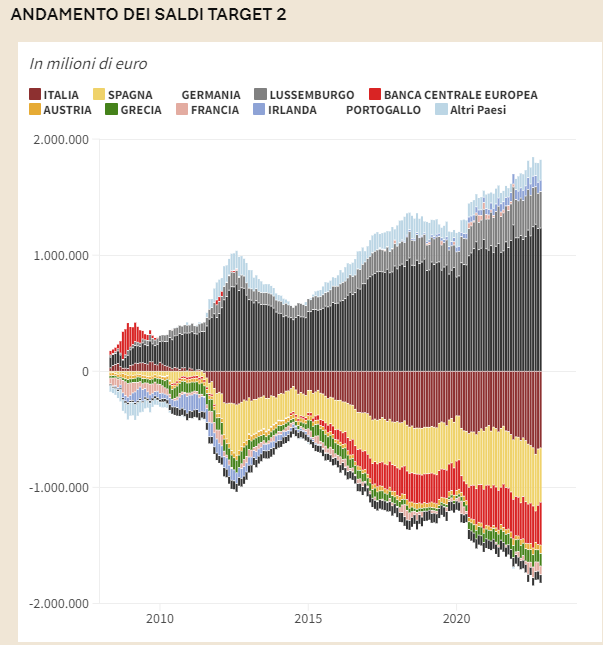 ANDAMENTO DEI SALDI TARGET 2
In milioni di euro
ITALIA SPAGNA GERMANIA LUSSEMBURGO BANCA CENTRALE EUROPEA
AUSTRIA GRECIA FRANCIA IRLANDA PORTOGALLO Altri Paesi
2.000.000
1.000.000
0
-1.000.000
-2.000.000
2010 2015 2020